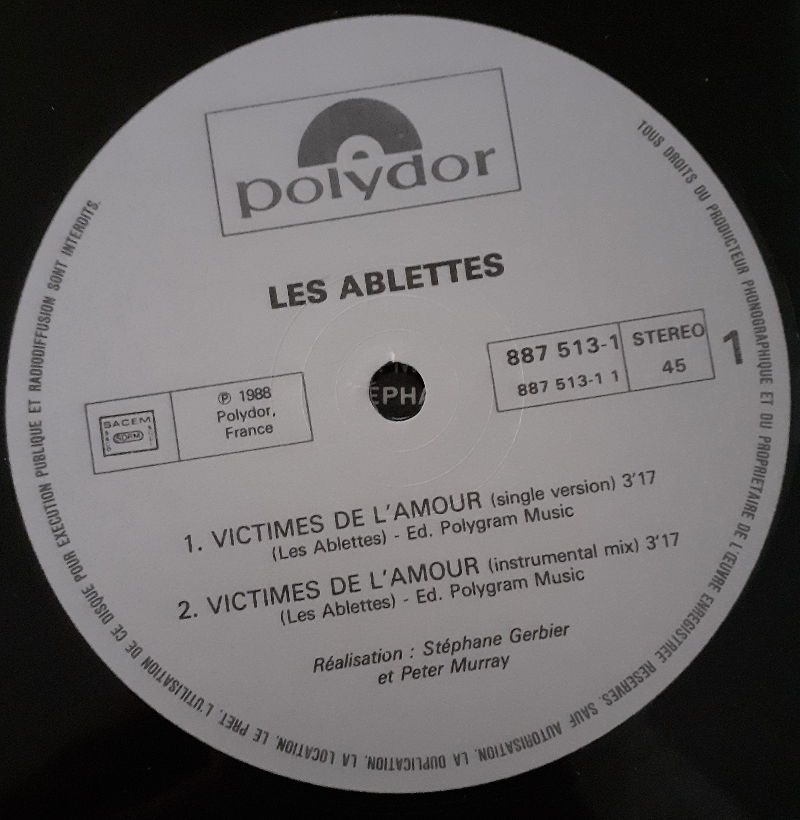 polydor
LES ABLETTES
SACEM
SDRM
℗ 1988
Polydor,
France
887 513-1
887 513-1 1
STEREO
45
1
1. VICTIMES DE L'AMOUR (single version) 3'17
(Les Ablettes) - Ed. Polygram Music
2. VICTIMES DE L'AMOUR (instrumental mix) 3'17
(Les Ablettes) - Ed. Polygram Music
Réalisation : Stéphane Gerbier
et Peter Murray
TOUS DROITS DU PRODUCTEUR PHONOGRAPHIQUE ET DU PROPRIETAIRE DE L'ŒUVRE ENREGISTREE RESERVES. SAUF AUTORISATION, LA DUPLICATION, LA LOCATION, LE PRET, L'UTILISATION DE CE DISQUE POUR EXECUTION PUBLIQUE ET RADIODIFFUSION SONT INTERDITS.